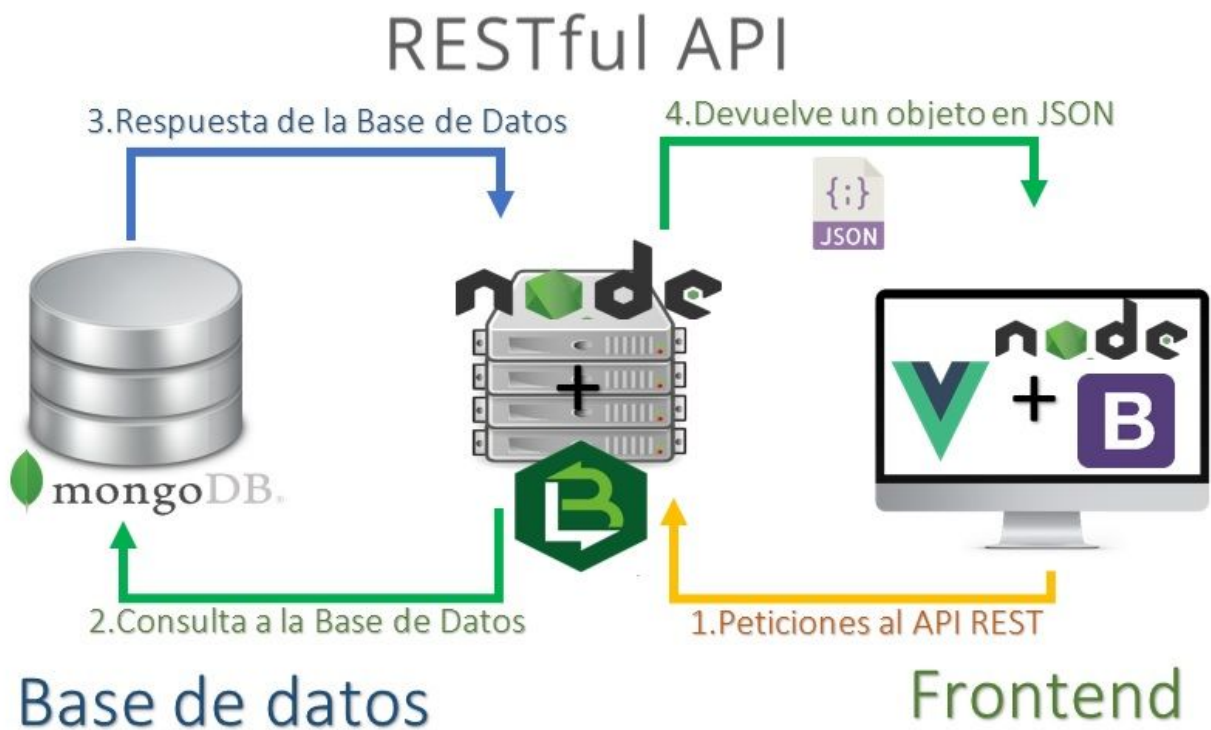 RESTful API
3.Respuesta de la Base de Datos
4.Devuelve un objeto en JSON
{;}
JSON
node
node
+
+
B
mongoDB®
LB
2.Consulta a la Base de Datos
1.Peticiones al API REST
Base de datos
Frontend